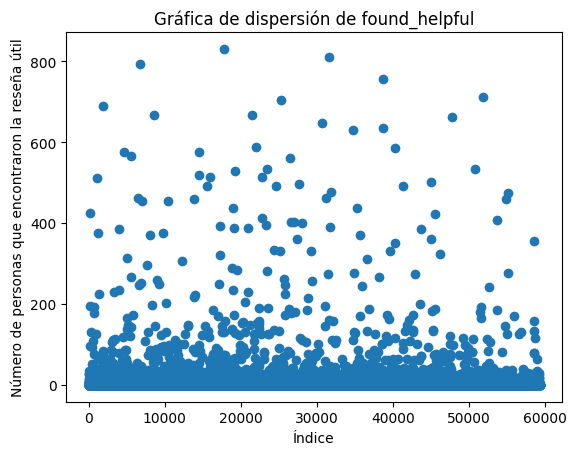 Gráfica de dispersión de found_helpful
Número de personas que encontraron la reseña útil
800
600
400
200
0
0 10000 20000 30000 40000 50000 60000
Índice